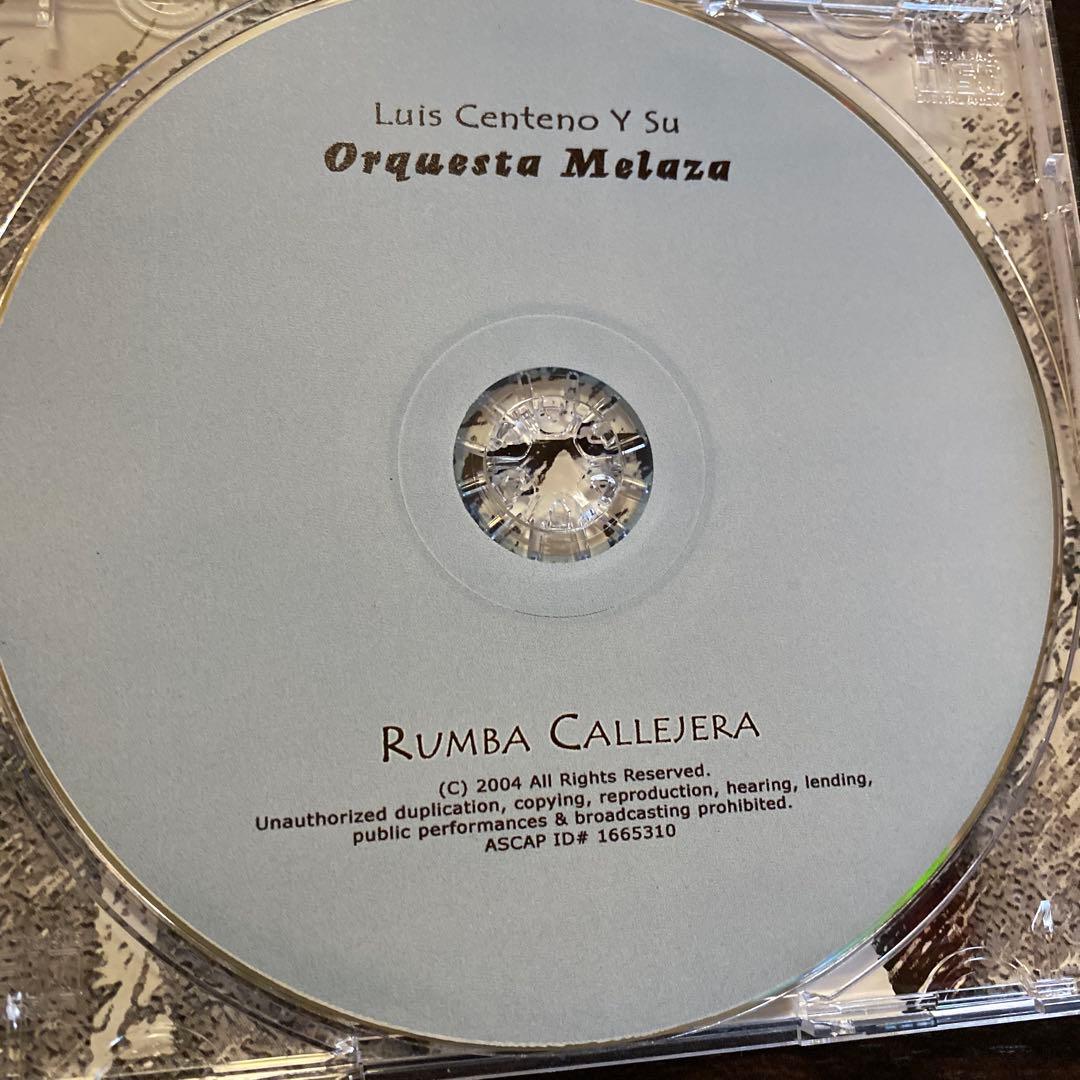 Luis Centeno Y Su
Orquesta Melaza
RUMBA CALLEJERA
(C) 2004 All Rights Reserved.
Unauthorized duplication, copying, reproduction, hearing, lending,
public performances & broadcasting prohibited.
ASCAP ID# 1665310